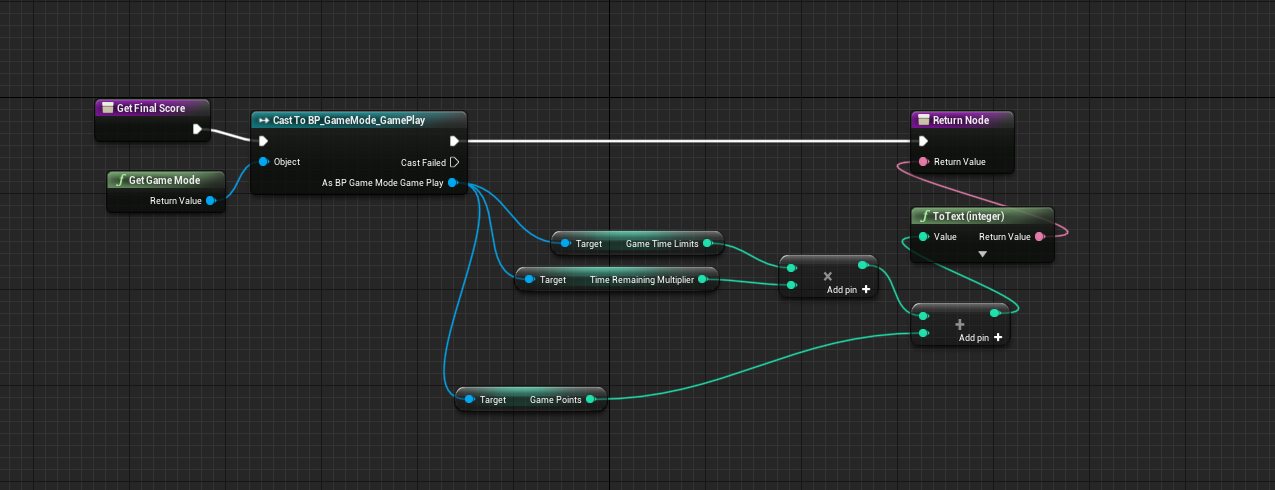 Get Final Score
Cast To BP_GameMode_GamePlay
Object
Cast Failed
As BP Game Mode Game Play
Get Game Mode
Return Value
Return Node
Return Value
Target Game Time Limits
Target Time Remaining Multiplier
Add pin
ToText (integer)
Value Return Value
Add pin
Target Game Points